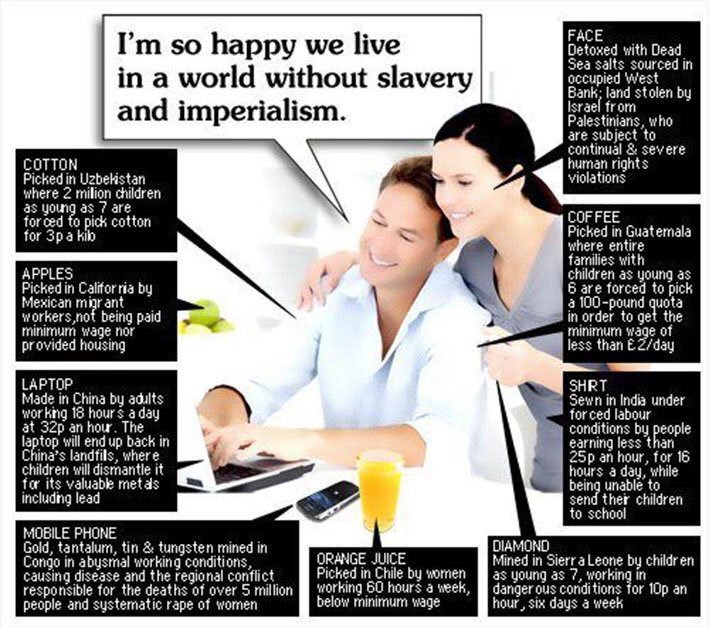 I'm so happy we live
in a world without slavery
and imperialism.
FACE
Detoxed with Dead
Sea salts sourced in
occupied West
Bank; land stolen by
Israel from
Palestinians, who
are subject to
continual & severe
human rights
violations
COTTON
Picked in Uzbekistan
where 2 million children
as young as 7 are
forced to pick cotton
for 3p a kilo
COFFEE
Picked in Guatemala
where entire
families with
children as young as
6 are forced to pick
a 100-pound quota
in order to get the
minimum wage of
less than £2/day
APPLES
Picked in California by
Mexican migrant
workers,not being paid
minimum wage nor
provided housing
LAPTOP
Made in China by adults
working 18 hours a day
at 32p an hour. The
laptop will end up back in
China's landfills, where
children will dismantle it
for its valuable metals
including lead
SHIRT
Sewn in India under
forced labour
conditions by people
earning less than
25p an hour, for 16
hours a day, while
being unable to
send their children
to school
MOBILE PHONE
Gold, tantalum, tin & tungsten mined in
Congo in abysmal working conditions,
causing disease and the regional conflict
responsible for the deaths of over 5 million
people and systematic rape of women
ORANGE JUICE
Picked in Chile by women
working 60 hours a week,
below minimum wage
DIAMOND
Mined in Sierra Leone by children
as young as 7, working in
dangerous conditions for 10p an
hour, six days a week